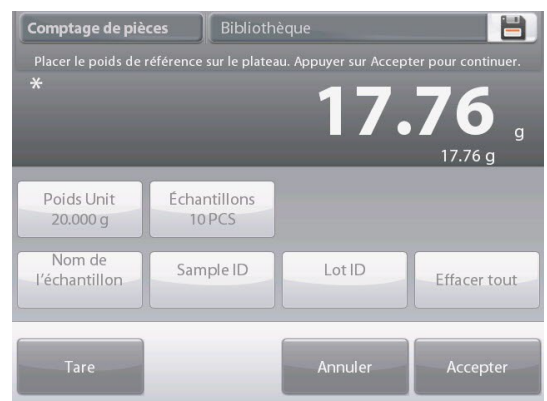 Comptage de pièces Bibliothèque
Placer le poids de référence sur le plateau. Appuyer sur Accepter pour continuer.
*
17.76 g
17.76 g
Poids Unit
20.000 g
Échantillons
10 PCS
Nom de
l'échantillon
Sample ID
Lot ID
Effacer tout
Tare
Annuler
Accepter